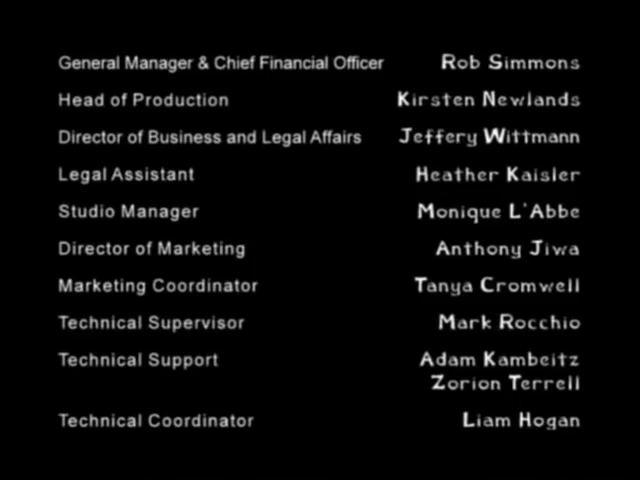 General Manager & Chief Financial Officer Rob Simmons
Head of Production Kirsten Newlands
Director of Business and Legal Affairs Jeffery Wittmann
Legal Assistant Heather Kaisler
Studio Manager Monique L'Abbe
Director of Marketing Anthony Jiwa
Marketing Coordinator Tanya Cromwell
Technical Supervisor Mark Rocchio
Technical Support Adam Kambeitz
Zorion Terrell
Technical Coordinator Liam Hogan